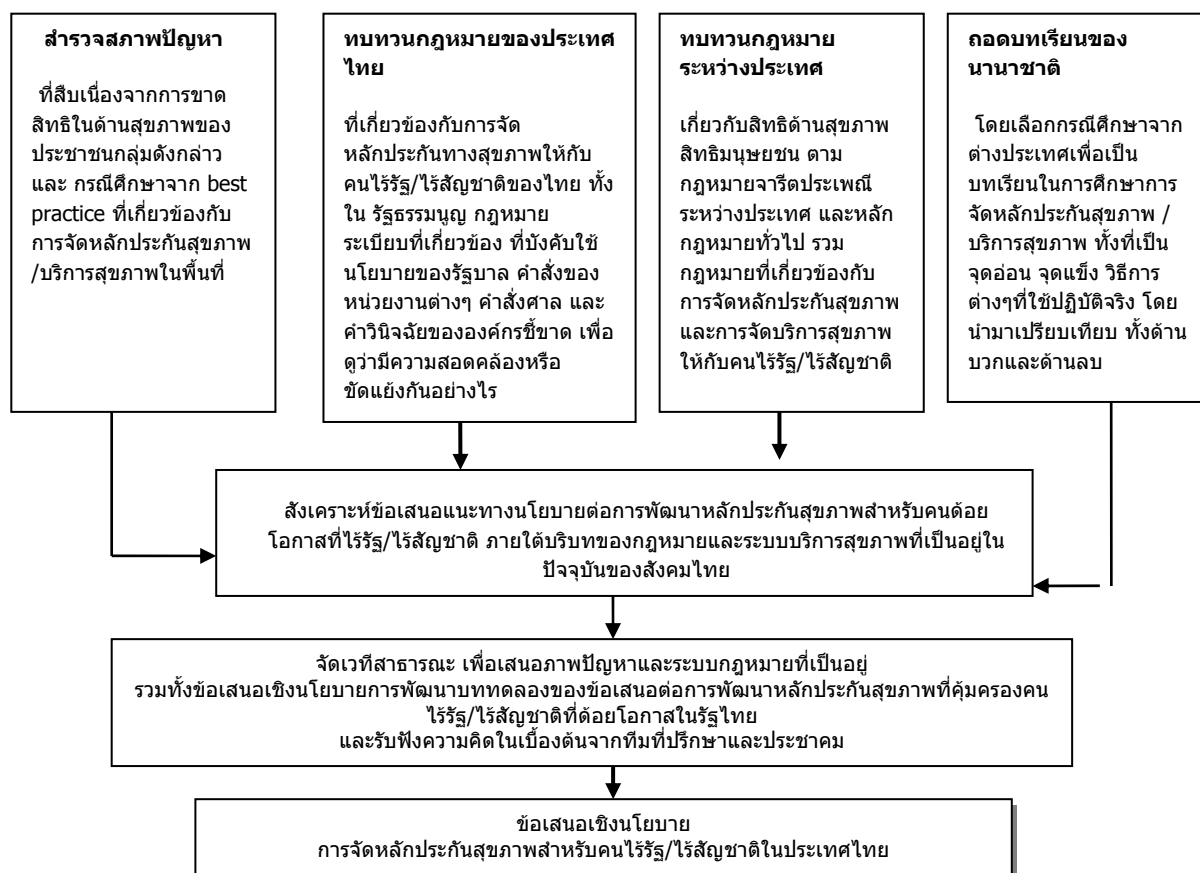 สำรวจสภาพปัญหา
ที่สืบเนื่องจากการขาด
สิทธิในด้านสุขภาพของ
ประชาชนกลุ่มดังกล่าว
และ กรณีศึกษาจาก best
practice ที่เกี่ยวข้องกับ
การจัดหลักประกันสุขภาพ
/บริการสุขภาพในพื้นที่
ทบทวนกฎหมายของประเทศ
ไทย
ที่เกี่ยวข้องกับการจัด
หลักประกันทางสุขภาพให้กับ
คนไร้รัฐ/ไร้สัญชาติของไทย ทั้ง
ใน รัฐธรรมนูญ กฎหมาย
ระเบียบที่เกี่ยวข้อง ที่บังคับใช้
นโยบายของรัฐบาล คำสั่งของ
หน่วยงานต่างๆ คำสั่งศาล และ
คำวินิจฉัยขององค์กรชี้ขาด เพื่อ
ดูว่ามีความสอดคล้องหรือ
ขัดแย้งกันอย่างไร
ทบทวนกฎหมาย
ระหว่างประเทศ
เกี่ยวกับสิทธิด้านสุขภาพ
สิทธิมนุษยชน ตาม
กฎหมายจารีตประเพณี
ระหว่างประเทศ และหลัก
กฎหมายทั่วไป รวม
กฎหมายที่เกี่ยวข้องกับ
การจัดหลักประกันสุขภาพ
และการจัดบริการสุขภาพ
ให้กับคนไร้รัฐ/ไร้สัญชาติ
ถอดบทเรียนของ
นานาชาติ
โดยเลือกกรณีศึกษาจาก
ต่างประเทศเพื่อเป็น
บทเรียนในการศึกษาการ
จัดหลักประกันสุขภาพ /
บริการสุขภาพ ทั้งที่เป็น
จุดอ่อน จุดแข็ง วิธีการ
ต่างๆที่ใช้ปฏิบัติจริง โดย
นำมาเปรียบเทียบ ทั้งด้าน
บวกและด้านลบ
สังเคราะห์ข้อเสนอแนะทางนโยบายต่อการพัฒนาหลักประกันสุขภาพสำหรับคนด้อย
โอกาสที่ไร้รัฐ/ไร้สัญชาติ ภายใต้บริบทของกฎหมายและระบบบริการสุขภาพที่เป็นอยู่ใน
ปัจจุบันของสังคมไทย
จัดเวทีสาธารณะ เพื่อเสนอภาพปัญหาและระบบกฎหมายที่เป็นอยู่
รวมทั้งข้อเสนอเชิงนโยบายการพัฒนาบททดลองของข้อเสนอต่อการพัฒนาหลักประกันสุขภาพที่คุ้มครองคน
ไร้รัฐ/ไร้สัญชาติที่ด้อยโอกาสในรัฐไทย
และรับฟังความคิดในเบื้องต้นจากทีมที่ปรึกษาและประชาคม
ข้อเสนอเชิงนโยบาย
การจัดหลักประกันสุขภาพสำหรับคนไร้รัฐ/ไร้สัญชาติในประเทศไทย